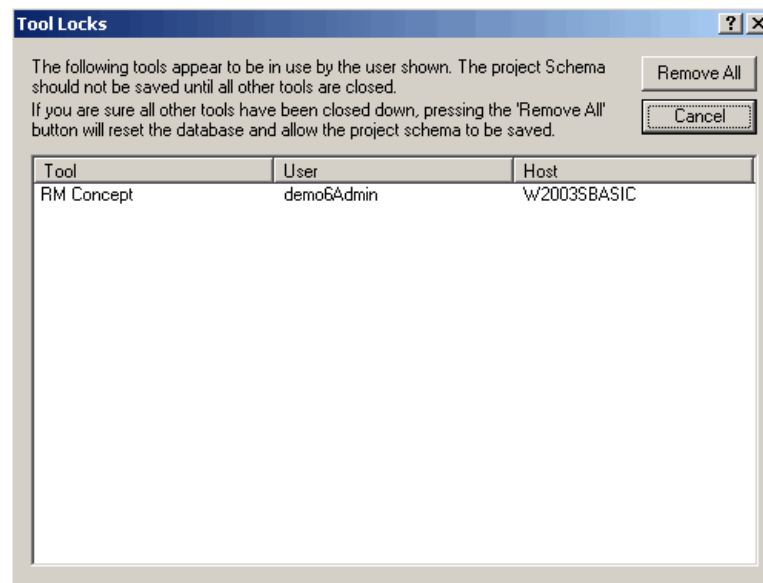 Tool Locks
The following tools appear to be in use by the user shown. The project Schema
should not be saved until all other tools are closed.
If you are sure all other tools have been closed down, pressing the 'Remove All'
button will reset the database and allow the project schema to be saved.
Remove All
Cancel
Tool User Host
RM Concept demo6Admin W2003SBASIC